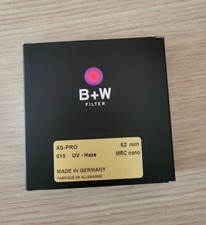 B+W
FILTER
XS-PRO 62 mm
010 UV - Haze MRC nano
MADE IN GERMANY
FABRIQUÉ EN ALLEMAGNE